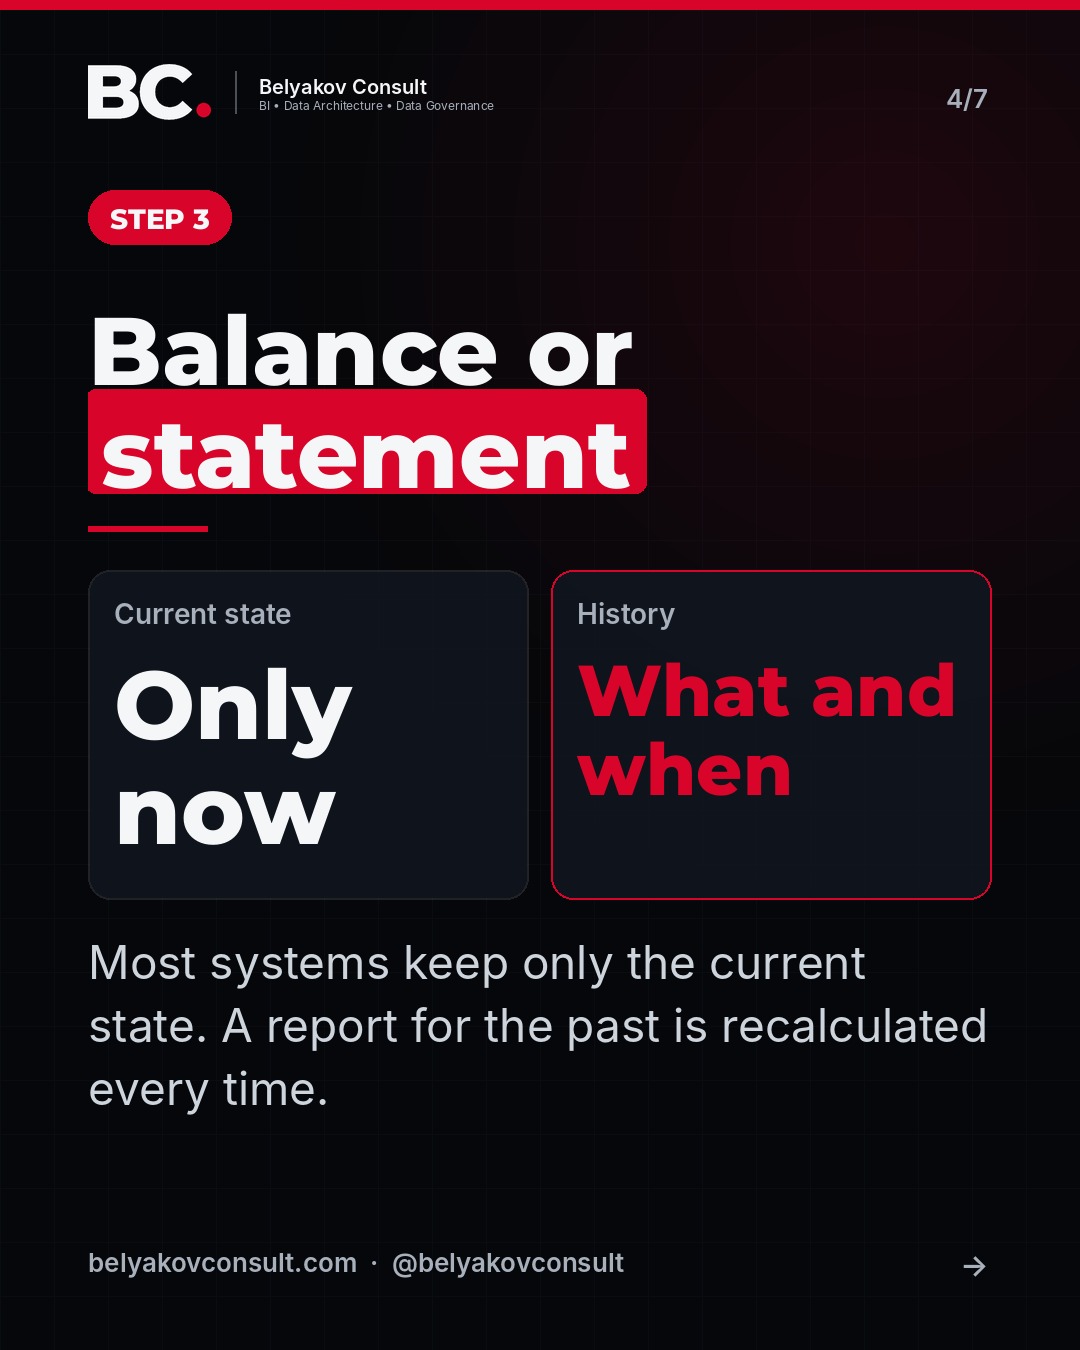 BC.
Belyakov Consult
BI • Data Architecture • Data Governance
4/7
STEP 3
Balance or
statement
Current state
Only
now
History
What and
when
Most systems keep only the current
state. A report for the past is recalculated
every time.
belyakovconsult.com · @belyakovconsult
→